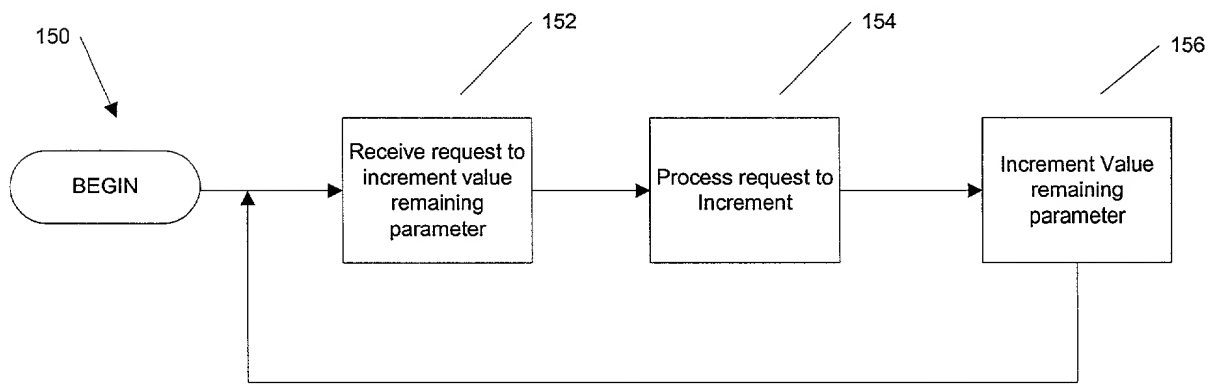 150
152
154
156
BEGIN
Receive request to
increment value
remaining
parameter
Process request to
Increment
Increment Value
remaining
parameter